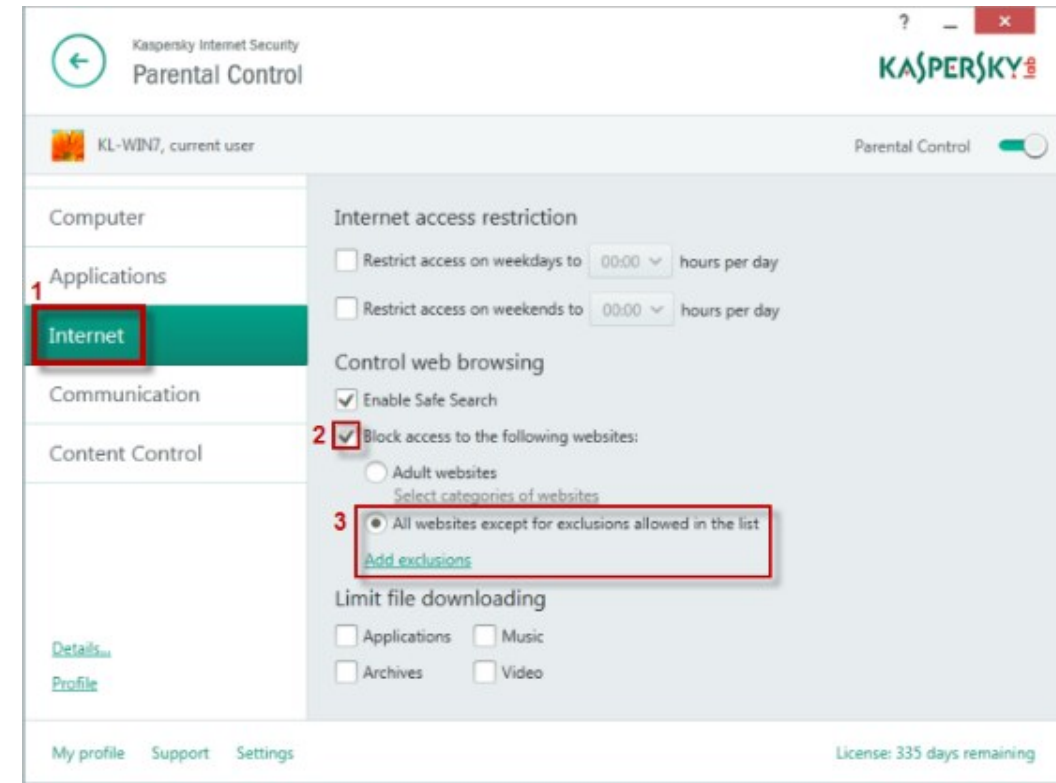 ? _ ×
Kaspersky Internet Security
Parental Control
KASPERSKY lab
KL-WIN7, current user
Parental Control
Computer
Applications
1
Internet
Communication
Content Control
Details...
Profile
Internet access restriction
Restrict access on weekdays to 00:00 hours per day
Restrict access on weekends to 00:00 hours per day
Control web browsing
Enable Safe Search
2 Block access to the following websites:
Adult websites
Select categories of websites
3 All websites except for exclusions allowed in the list
Add exclusions
Limit file downloading
Applications Music
Archives Video
My profile Support Settings
License: 335 days remaining